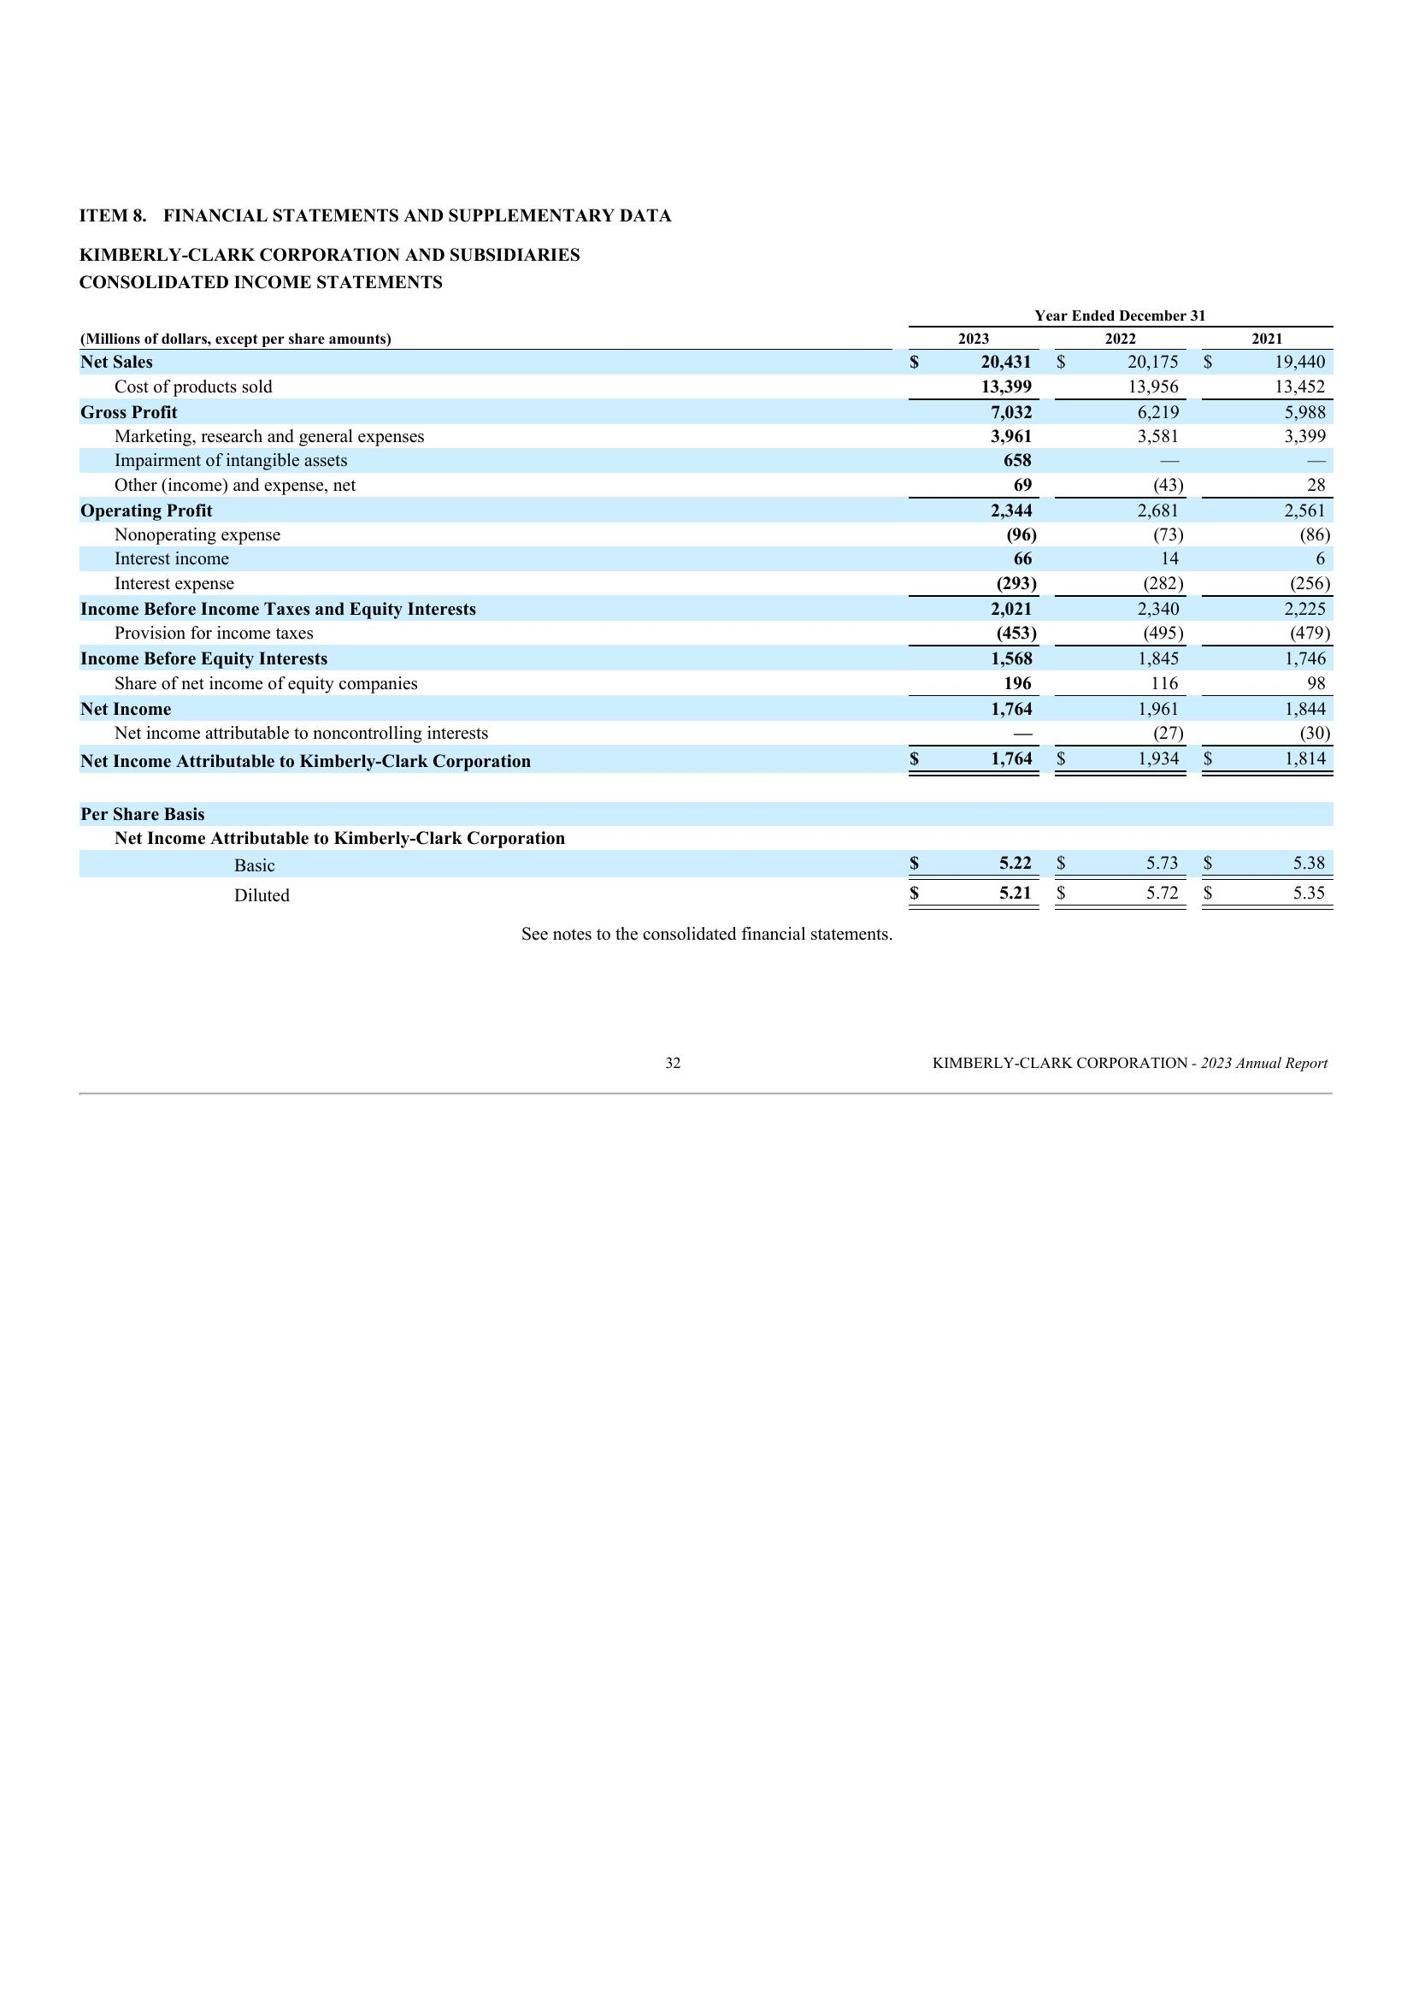 ITEM 8. FINANCIAL STATEMENTS AND SUPPLEMENTARY DATA
KIMBERLY-CLARK CORPORATION AND SUBSIDIARIES
CONSOLIDATED INCOME STATEMENTS
Year Ended December 31
(Millions of dollars, except per share amounts) 2023 2022 2021
Net Sales $ 20,431 $ 20,175 $ 19,440
Cost of products sold 13,399 13,956 13,452
Gross Profit 7,032 6,219 5,988
Marketing, research and general expenses 3,961 3,581 3,399
Impairment of intangible assets 658 — —
Other (income) and expense, net 69 (43) 28
Operating Profit 2,344 2,681 2,561
Nonoperating expense (96) (73) (86)
Interest income 66 14 6
Interest expense (293) (282) (256)
Income Before Income Taxes and Equity Interests 2,021 2,340 2,225
Provision for income taxes (453) (495) (479)
Income Before Equity Interests 1,568 1,845 1,746
Share of net income of equity companies 196 116 98
Net Income 1,764 1,961 1,844
Net income attributable to noncontrolling interests — (27) (30)
Net Income Attributable to Kimberly-Clark Corporation $ 1,764 $ 1,934 $ 1,814
Per Share Basis
Net Income Attributable to Kimberly-Clark Corporation
Basic $ 5.22 $ 5.73 $ 5.38
Diluted $ 5.21 $ 5.72 $ 5.35
See notes to the consolidated financial statements.
32 KIMBERLY-CLARK CORPORATION - 2023 Annual Report